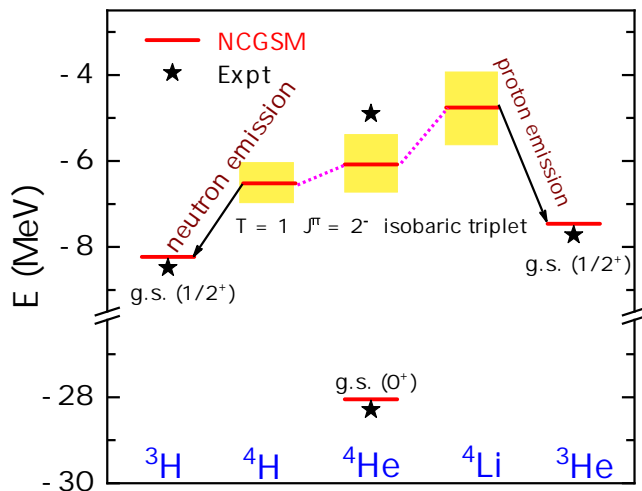 NCGSM
Expt
- 4
- 6
- 8
- 28
- 30
E (MeV)
neutron emission
proton emission
T = 1 J^π = 2⁻ isobaric triplet
g.s. (1/2⁺)
g.s. (1/2⁺)
g.s. (0⁺)
³H ⁴H ⁴He ⁴Li ³He